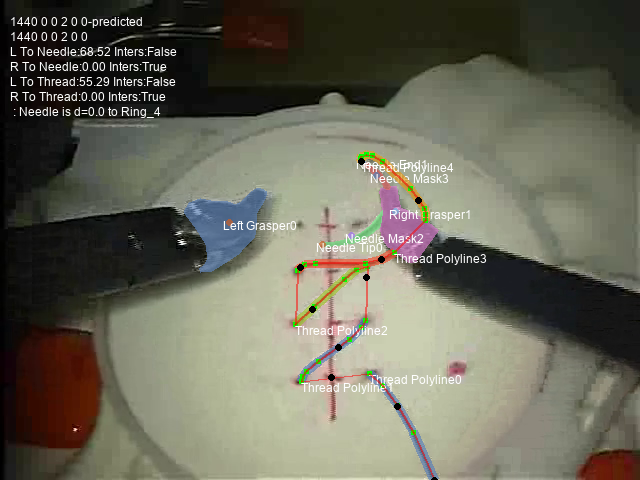 1440 0 0 2 0 0-predicted
1440 0 0 2 0 0
L To Needle:68.52 Inters:False
R To Needle:0.00 Inters:True
L To Thread:55.29 Inters:False
R To Thread:0.00 Inters:True
: Needle is d=0.0 to Ring_4
Thread Polyline4
Needle Mask3
Right Grasper1
Left Grasper0
Needle Mask2
Needle Tip0
Thread Polyline3
Thread Polyline2
Thread Polyline0
Thread Polyline1